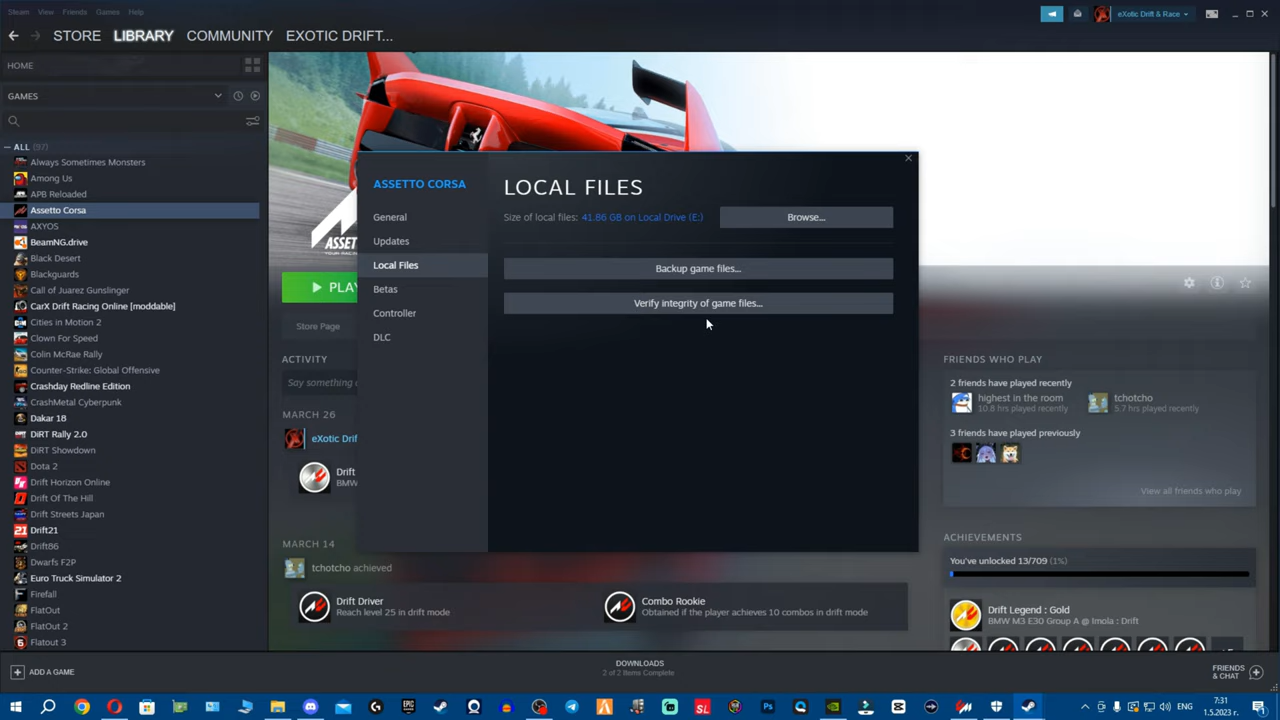 Steam View Friends Games Help
eXotic Drift & Race
STORE LIBRARY COMMUNITY EXOTIC DRIFT...
HOME
GAMES
ALL (97)
Always Sometimes Monsters
Among Us
APB Reloaded
Assetto Corsa
AXYOS
BeamNG.drive
Black Desert
Blackguards
Call of Juarez Gunslinger
CarX Drift Racing Online [moddable]
Cities in Motion 2
Clown For Speed
Colin McRae Rally
Counter-Strike: Global Offensive
Crashday Redline Edition
CrashMetal Cyberpunk
Dakar 18
DiRT Rally 2.0
DiRT Showdown
Dota 2
Drift Horizon Online
Drift Of The Hill
Drift Streets Japan
Drift21
Drift86
Dwarfs F2P
Euro Truck Simulator 2
Firefall
FlatOut
FlatOut 2
Flatout 3
ASSETTO CORSA
General
Updates
Local Files
Betas
Controller
DLC
LOCAL FILES
Size of local files: 41.86 GB on Local Drive (E:)
Browse...
Backup game files...
Verify integrity of game files...
ASSET
PLAY
Store Page
ACTIVITY
Say something a
MARCH 26
eXotic Drif
Drift
BMW
MARCH 14
tchotcho achieved
Drift Driver
Reach level 25 in drift mode
Combo Rookie
Obtained if the player achieves 10 combos in drift mode
FRIENDS WHO PLAY
2 friends have played recently
highest in the room
10.8 hrs played recently
tchotcho
5.7 hrs played recently
3 friends have played previously
View all friends who play
ACHIEVEMENTS
You've unlocked 13/709 (1%)
Drift Legend : Gold
BMW M3 E30 Group A @ Imola : Drift
ADD A GAME
DOWNLOADS
2 of 2 Items Complete
FRIENDS
& CHAT
ЕНГ
7:31
1.5.2023 г.